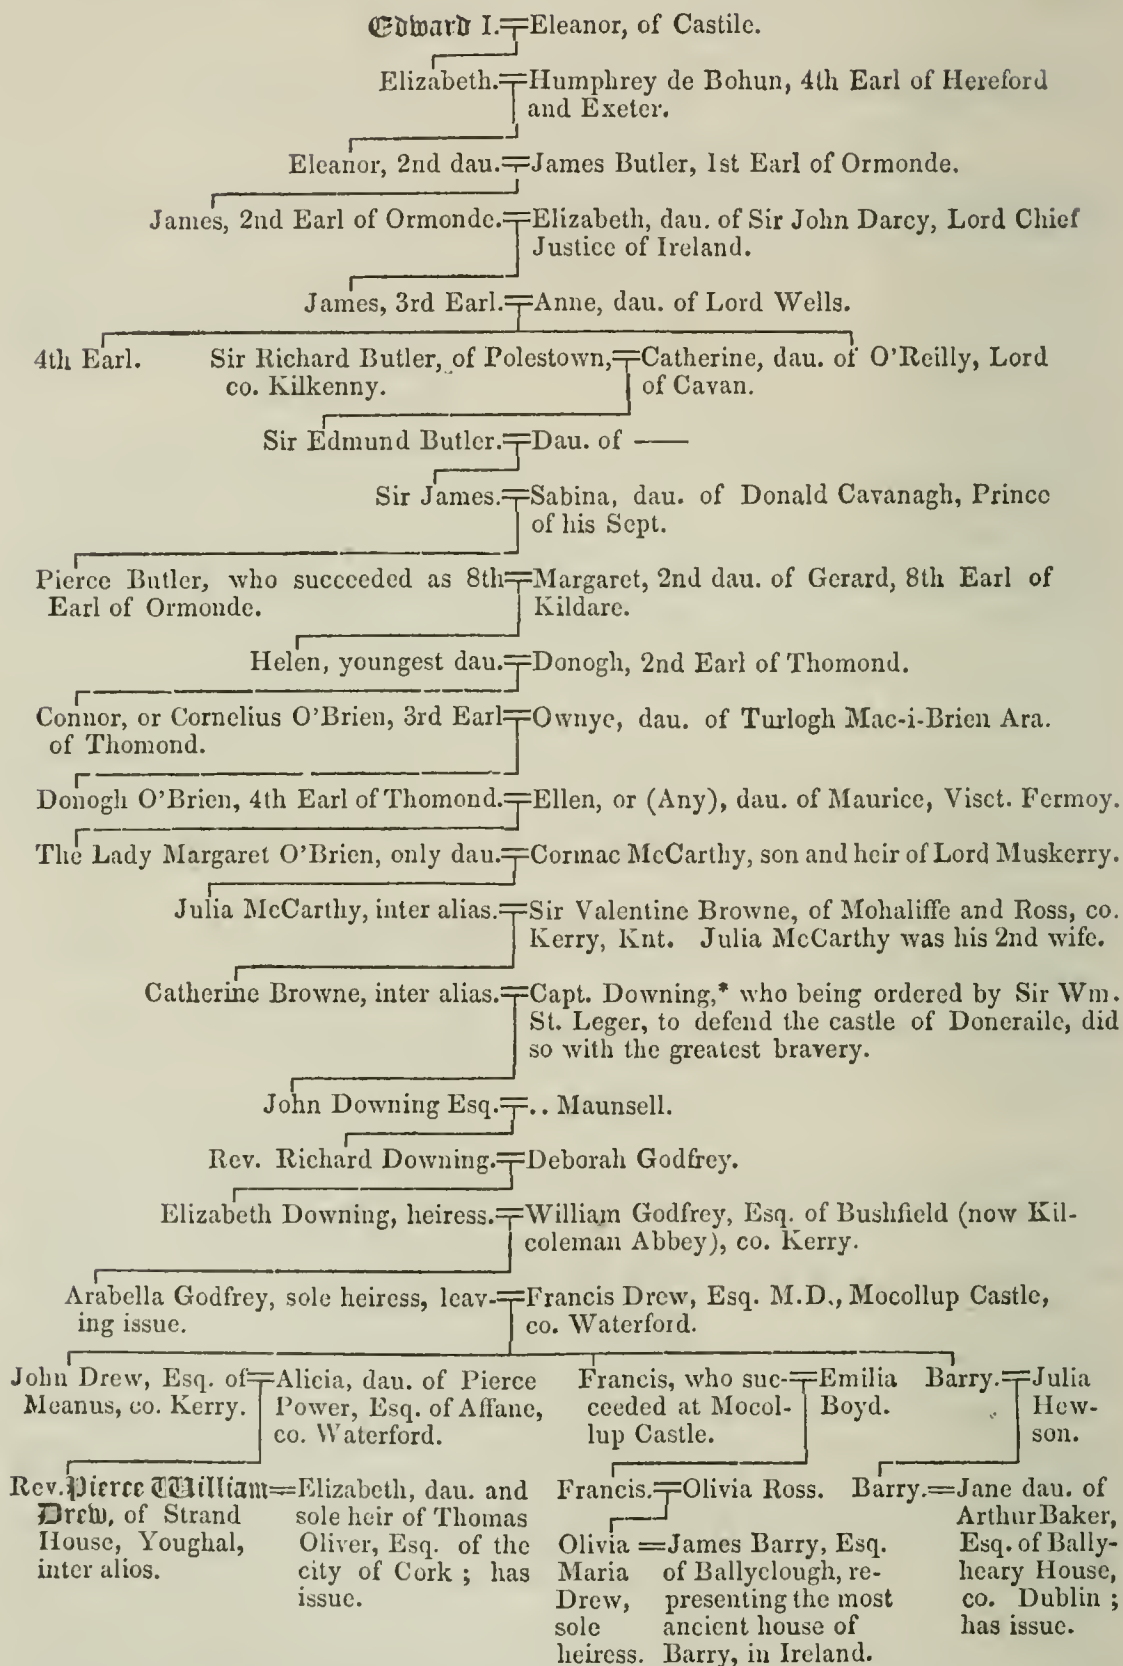 Edward I.=Eleanor, of Castile.
Elizabeth.=Humphrey de Bohun, 4th Earl of Hereford
and Exeter.
Eleanor, 2nd dau.=James Butler, 1st Earl of Ormonde.
James, 2nd Earl of Ormonde.=Elizabeth, dau. of Sir John Darcy, Lord Chief
Justice of Ireland.
James, 3rd Earl.=Anne, dau. of Lord Wells.
4th Earl. Sir Richard Butler, of Polestown,=Catherine, dau. of O'Reilly, Lord
co. Kilkenny. of Cavan.
Sir Edmund Butler.=Dau. of ——
Sir James.=Sabina, dau. of Donald Cavanagh, Prince
of his Sept.
Pierce Butler, who succeeded as 8th=Margaret, 2nd dau. of Gerard, 8th Earl of
Earl of Ormonde. Kildare.
Helen, youngest dau.=Donogh, 2nd Earl of Thomond.
Connor, or Cornelius O'Brien, 3rd Earl=Ownye, dau. of Turlogh Mac-i-Brien Ara.
of Thomond.
Donogh O'Brien, 4th Earl of Thomond.=Ellen, or (Any), dau. of Maurice, Visct. Fermoy.
The Lady Margaret O'Brien, only dau.=Cormac McCarthy, son and heir of Lord Muskerry.
Julia McCarthy, inter alias.=Sir Valentine Browne, of Mohaliffe and Ross, co.
Kerry, Knt. Julia McCarthy was his 2nd wife.
Catherine Browne, inter alias.=Capt. Downing,* who being ordered by Sir Wm.
St. Leger, to defend the castle of Doneraile, did
so with the greatest bravery.
John Downing Esq.=.. Maunsell.
Rev. Richard Downing.=Deborah Godfrey.
Elizabeth Downing, heiress.=William Godfrey, Esq. of Bushfield (now Kil-
coleman Abbey), co. Kerry.
Arabella Godfrey, sole heiress, leav-=Francis Drew, Esq. M.D., Mocollup Castle,
ing issue. co. Waterford.
John Drew, Esq. of=Alicia, dau. of Pierce Francis, who suc-=Emilia Barry.=Julia
Meanus, co. Kerry. Power, Esq. of Affane, ceeded at Mocol- Boyd. Hew-
co. Waterford. lup Castle. son.
Rev. Pierce William=Elizabeth, dau. and Francis.=Olivia Ross. Barry.=Jane dau. of
Drew, of Strand sole heir of Thomas Arthur Baker,
House, Youghal, Oliver, Esq. of the Olivia =James Barry, Esq. Esq. of Bally-
inter alios. city of Cork ; has Maria of Ballyclough, re- heary House,
issue. Drew, presenting the most co. Dublin ;
sole ancient house of has issue.
heiress. Barry, in Ireland.